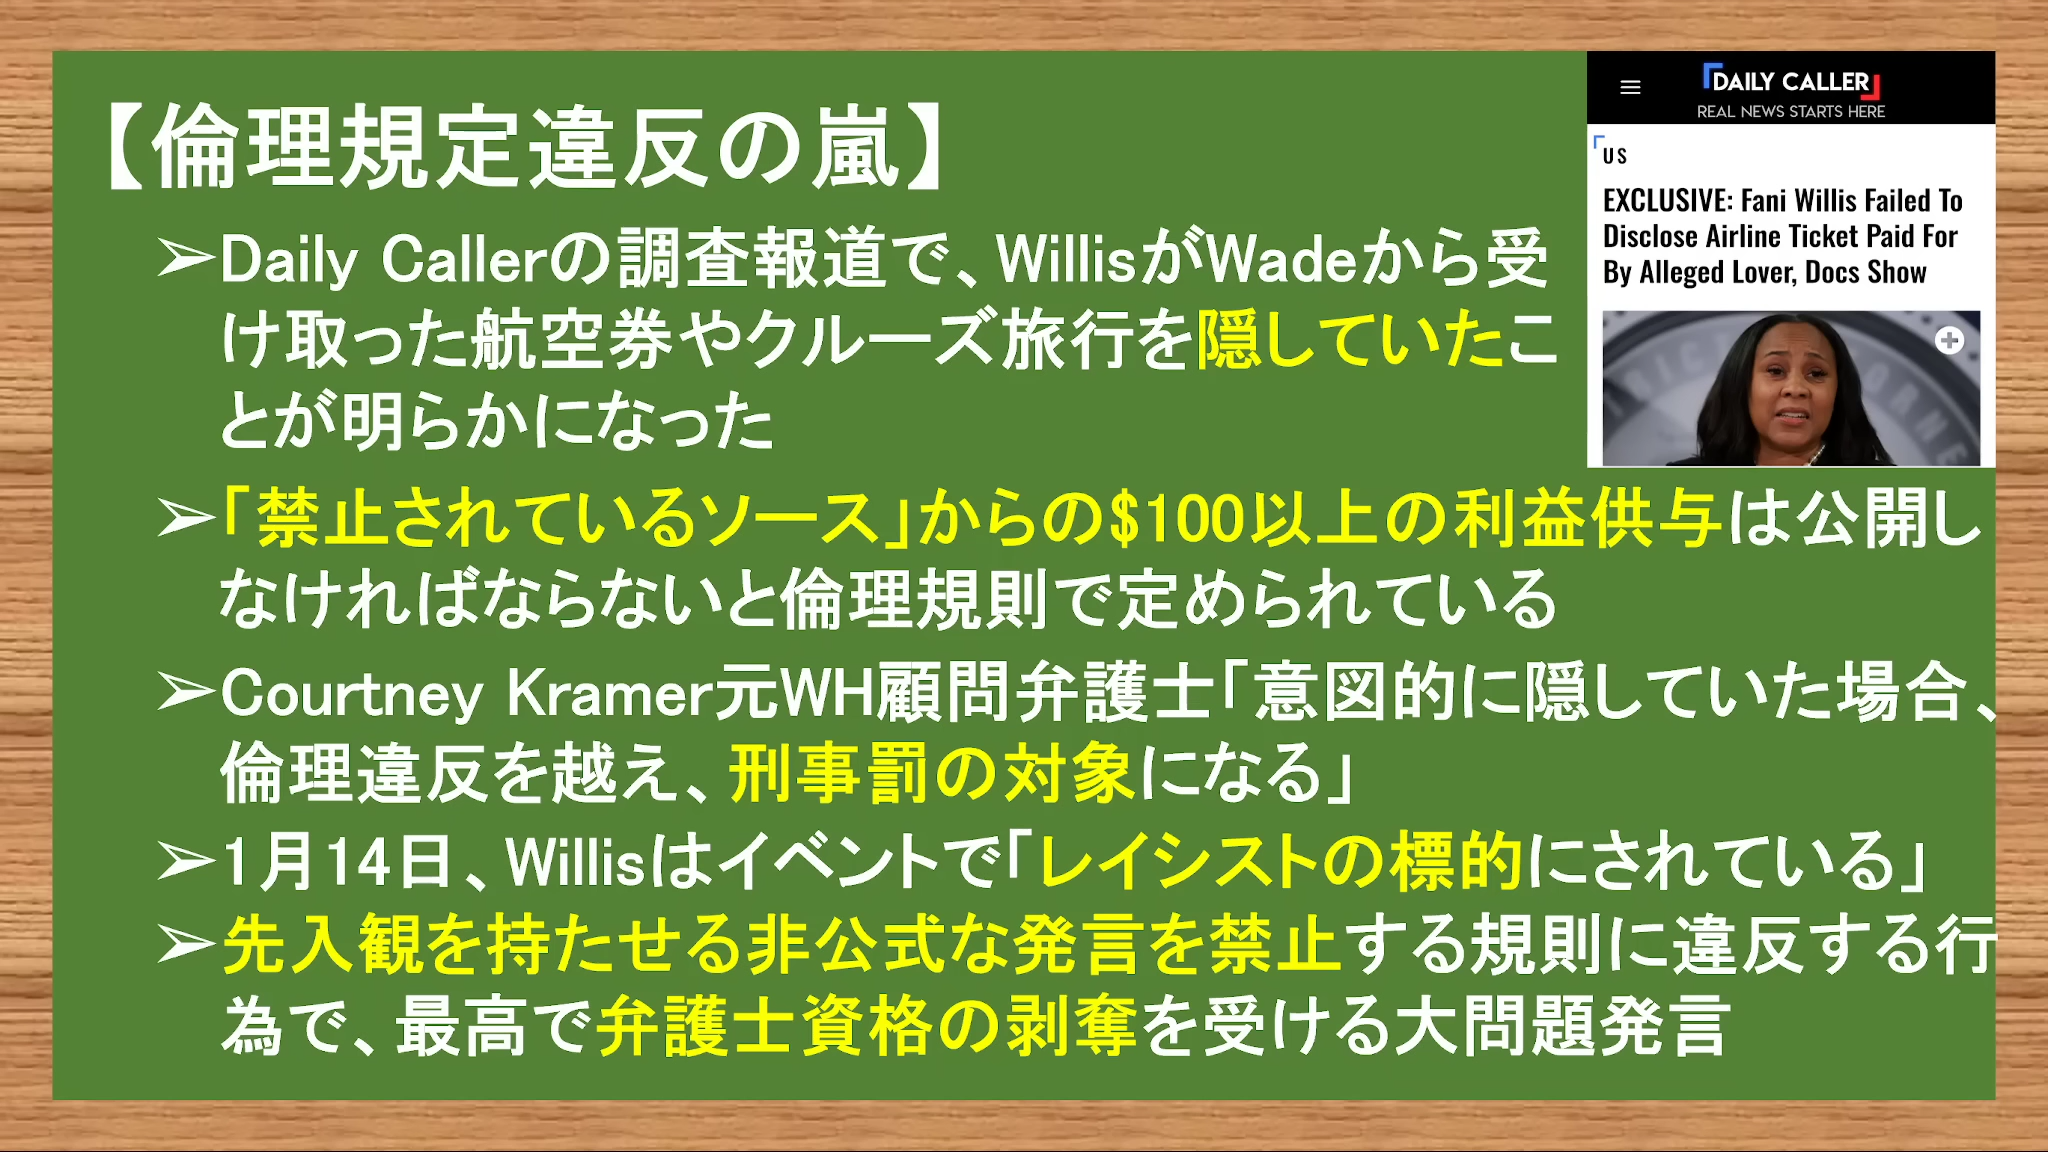 【倫理規定違反の嵐】
DAILY CALLER
REAL NEWS STARTS HERE
US
EXCLUSIVE: Fani Willis Failed To
Disclose Airline Ticket Paid For
By Alleged Lover, Docs Show
➢Daily Callerの調査報道で、WillisがWadeから受
け取った航空券やクルーズ旅行を隠していたこ
とが明らかになった
➢「禁止されているソース」からの$100以上の利益供与は公開し
なければならないと倫理規則で定められている
➢Courtney Kramer元WH顧問弁護士「意図的に隠していた場合、
倫理違反を越え、刑事罰の対象になる」
➢1月14日、Willisはイベントで「レイシストの標的にされている」
➢先入観を持たせる非公式な発言を禁止する規則に違反する行
為で、最高で弁護士資格の剥奪を受ける大問題発言